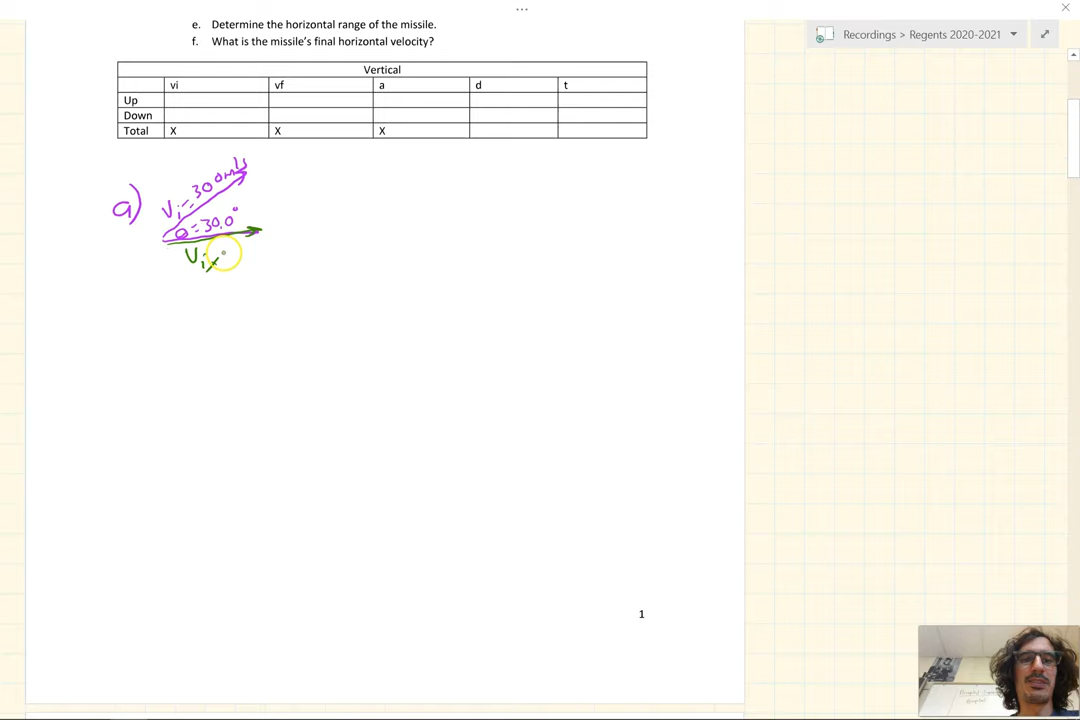 Recordings > Regents 2020-2021
e. Determine the horizontal range of the missile.
f. What is the missile's final horizontal velocity?
Vertical
vi vf a d t
Up
Down
Total X X X
a) Vi = 300 m/s
θ = 30.0°
Vix
1